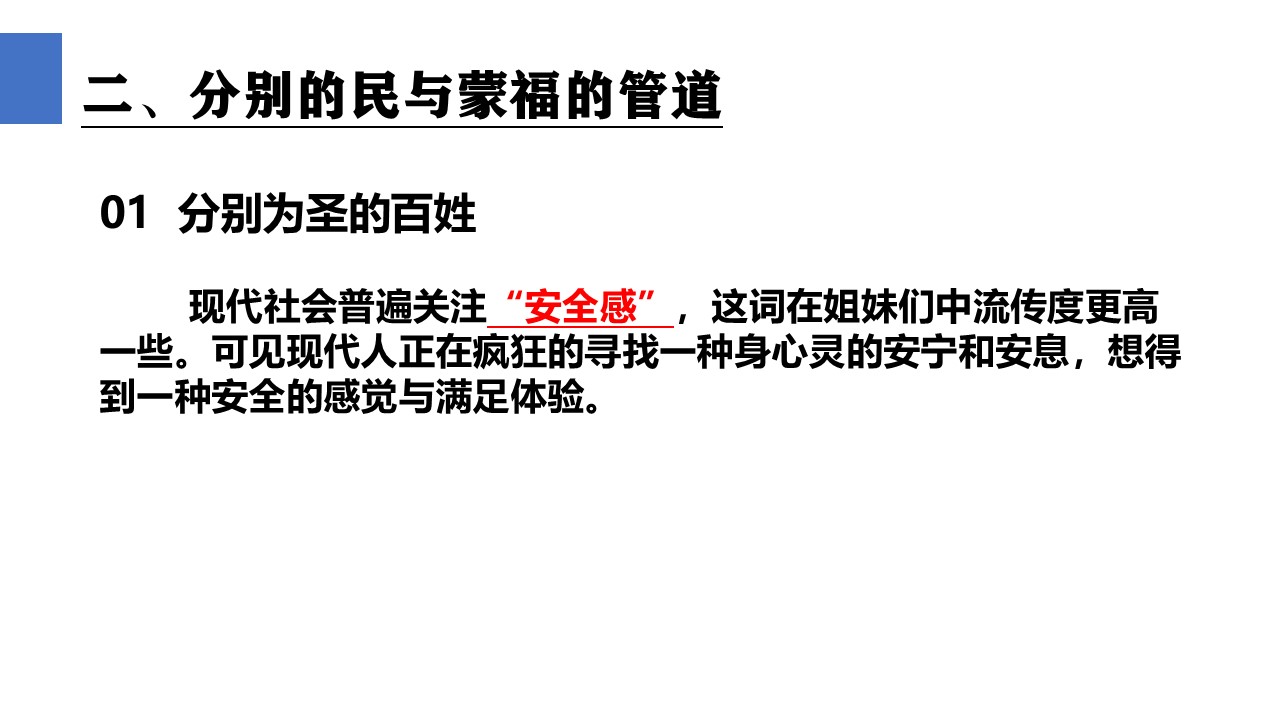 二、分别的民与蒙福的管道
01 分别为圣的百姓
现代社会普遍关注“安全感”，这词在姐妹们中流传度更高
一些。可见现代人正在疯狂的寻找一种身心灵的安宁和安息，想得
到一种安全的感觉与满足体验。